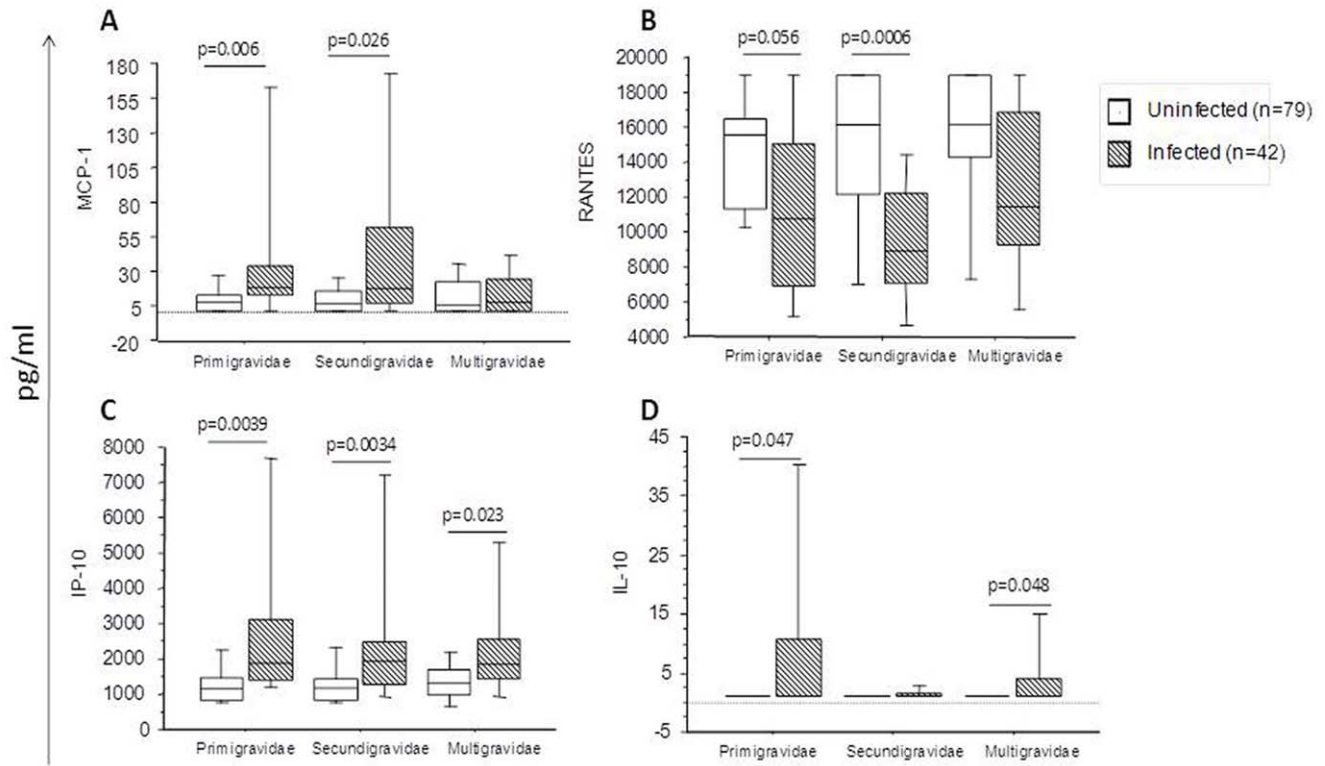 A
p=0.006
p=0.026
MCP-1
180
155
130
105
80
55
30
5
-20
Primigravidae Secundigravidae Multigravidae
B
p=0.056
p=0.0006
RANTES
20000
18000
16000
14000
12000
10000
8000
6000
4000
Primigravidae Secundigravidae Multigravidae
Uninfected (n=79)
Infected (n=42)
pg/ml
C
p=0.0039
p=0.0034
p=0.023
IP-10
8000
7000
6000
5000
4000
3000
2000
1000
0
Primigravidae Secundigravidae Multigravidae
D
p=0.047
p=0.048
IL-10
45
35
25
15
5
-5
Primigravidae Secundigravidae Multigravidae